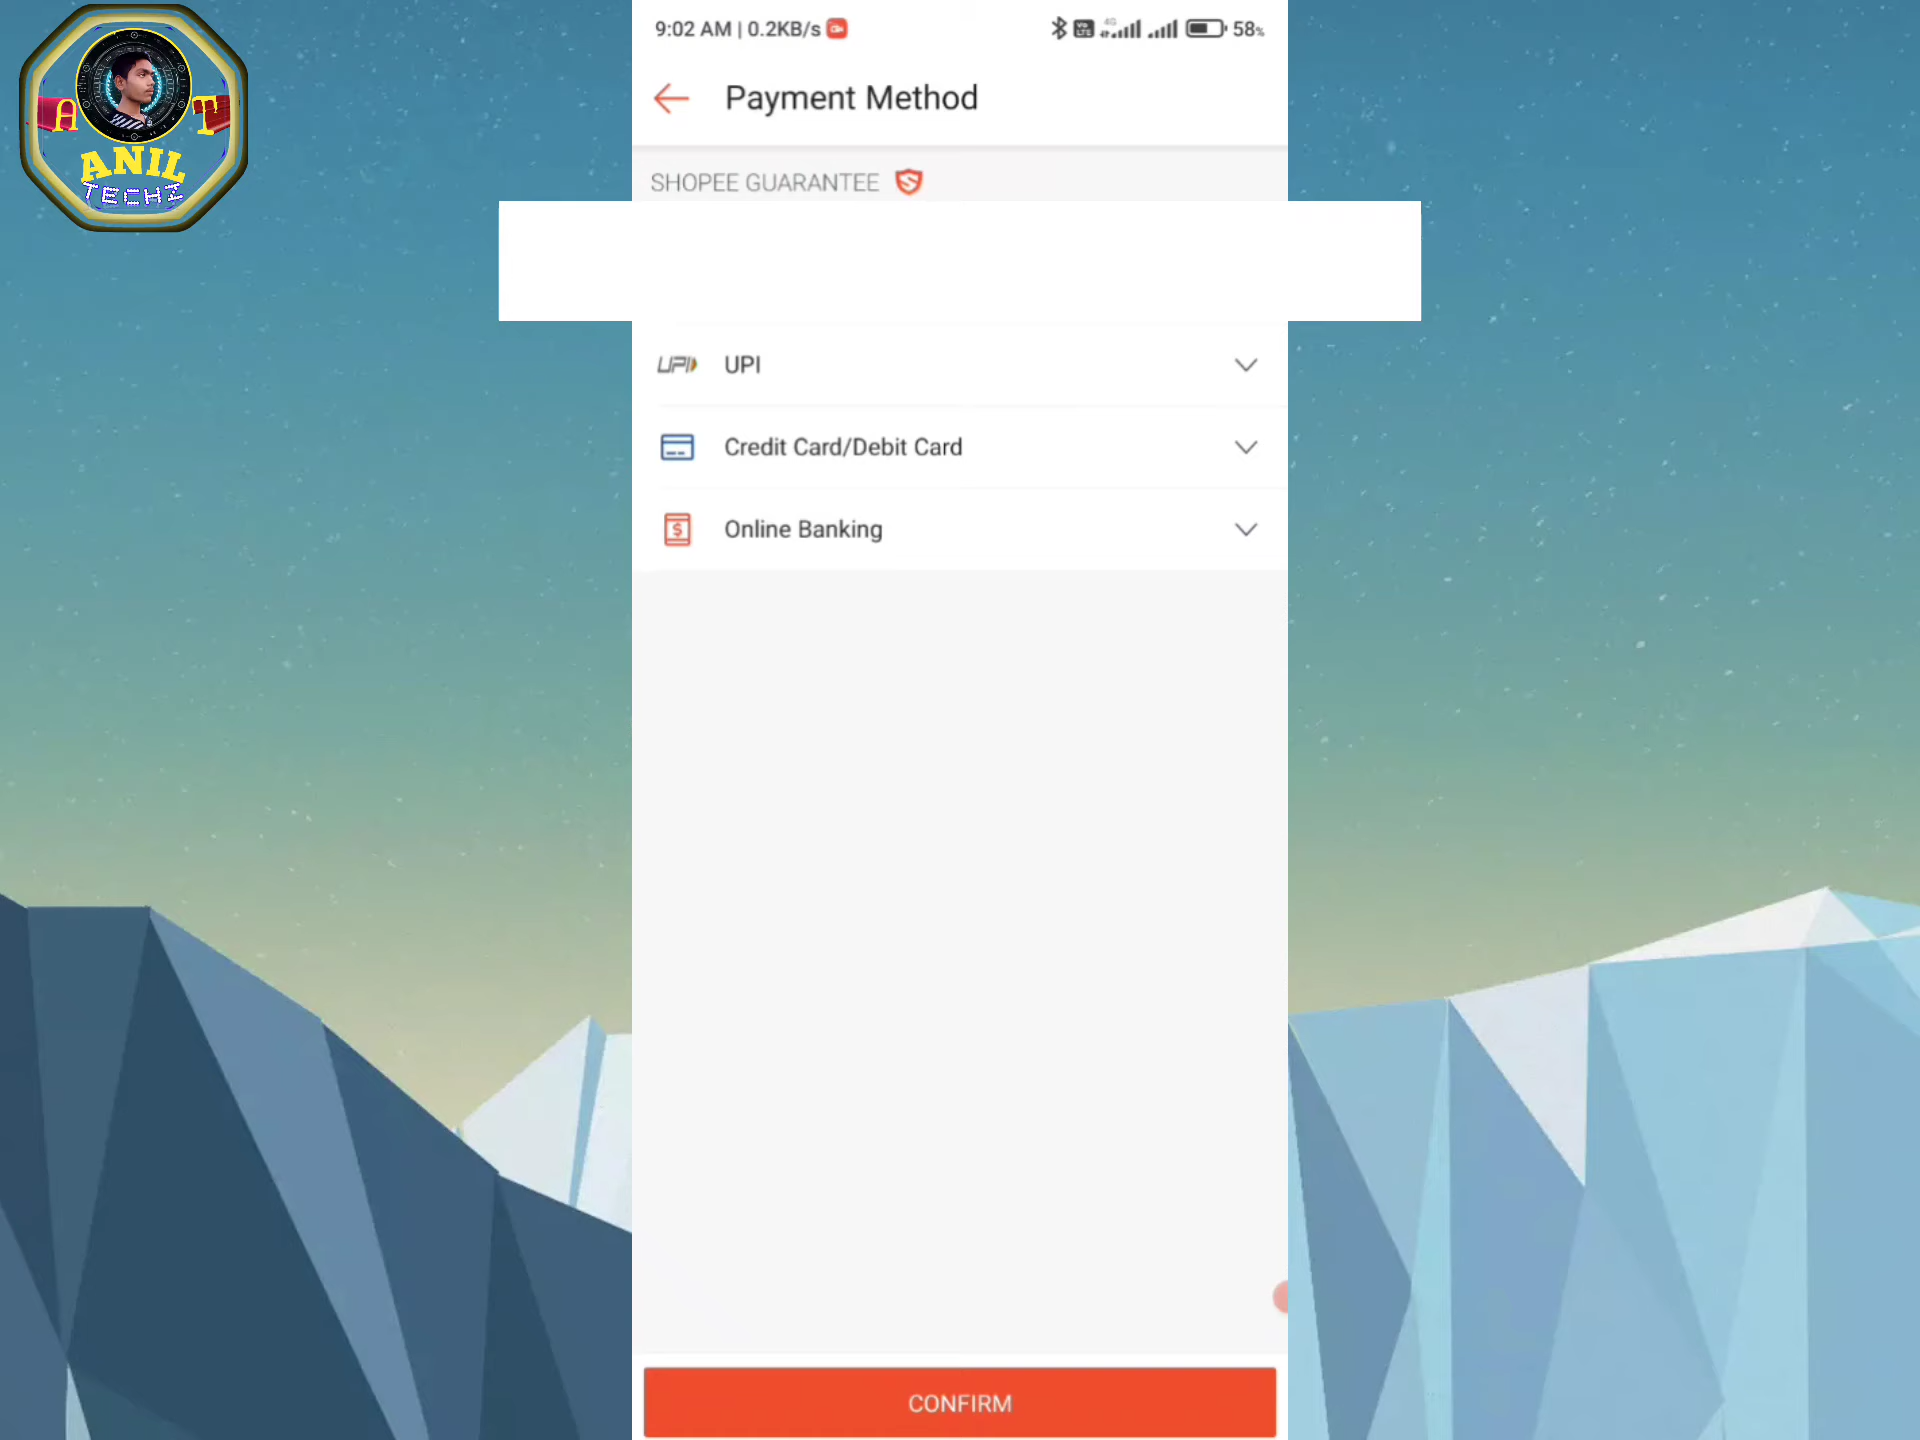 9:02 AM | 0.2KB/s 58%
Payment Method
SHOPEE GUARANTEE
UPI UPI
Credit Card/Debit Card
Online Banking
CONFIRM
A T
ANIL
TECHZ